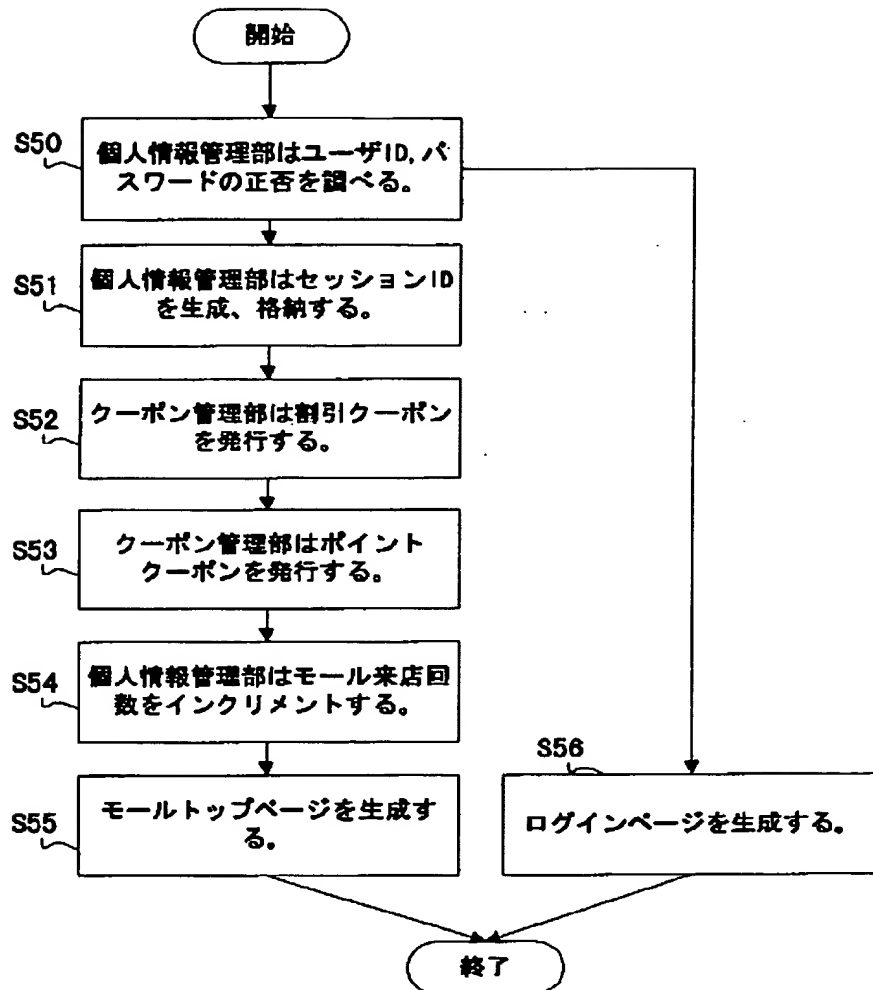 開始
S50
個人情報管理部はユーザID,パ
スワードの正否を調べる。
S51
個人情報管理部はセッションID
を生成、格納する。
S52
クーポン管理部は割引クーポン
を発行する。
S53
クーポン管理部はポイント
クーポンを発行する。
S54
個人情報管理部はモール来店回
数をインクリメントする。
S55
モールトップページを生成す
る。
S56
ログインページを生成する。
終了